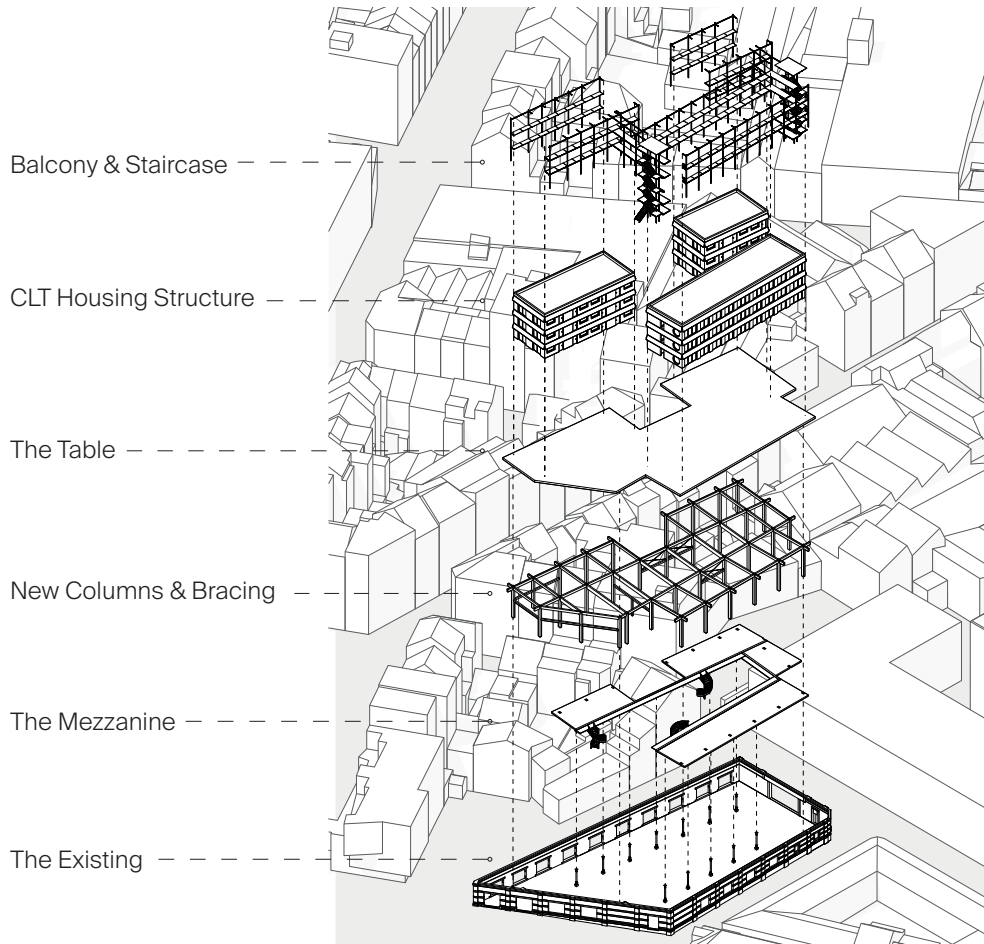 Balcony & Staircase
CLT Housing Structure
The Table
New Columns & Bracing
The Mezzanine
The Existing